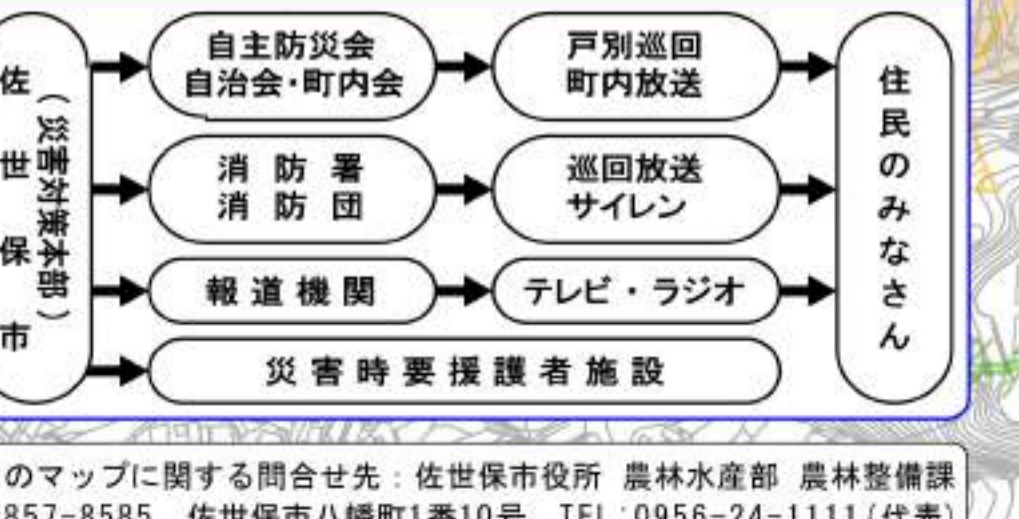 佐世保市
（災害対策本部）
自主防災会
自治会・町内会
戸別巡回
町内放送
消防署
消防団
巡回放送
サイレン
報道機関
テレビ・ラジオ
災害時要援護者施設
住民のみなさん
のマップに関する問合せ先：佐世保市役所 農林水産部 農林整備課
857-8585 佐世保市八幡町1番10号 TEL:0956-24-1111(代表)